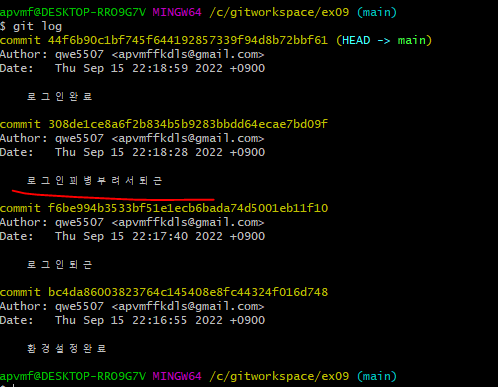 apvmf@DESKTOP-RRO9G7V MINGW64 /c/gitworkspace/ex09 (main)
$ git log
commit 44f6b90c1bf745f644192857339f94d8b72bbf61 (HEAD -> main)
Author: qwe5507 <apvmffkdls@gmail.com>
Date:   Thu Sep 15 22:18:59 2022 +0900
로그인완료
commit 308de1ce8a6f2b834b5b9283bbdd64ecae7bd09f
Author: qwe5507 <apvmffkdls@gmail.com>
Date:   Thu Sep 15 22:18:28 2022 +0900
로그인꾀병부려서퇴근
commit f6be994b3533bf51e1ecb6bada74d5001eb11f10
Author: qwe5507 <apvmffkdls@gmail.com>
Date:   Thu Sep 15 22:17:40 2022 +0900
로그인퇴근
commit bc4da86003823764c145408e8fc44324f016d748
Author: qwe5507 <apvmffkdls@gmail.com>
Date:   Thu Sep 15 22:16:55 2022 +0900
환경설정완료
apvmf@DESKTOP-RRO9G7V MINGW64 /c/gitworkspace/ex09 (main)